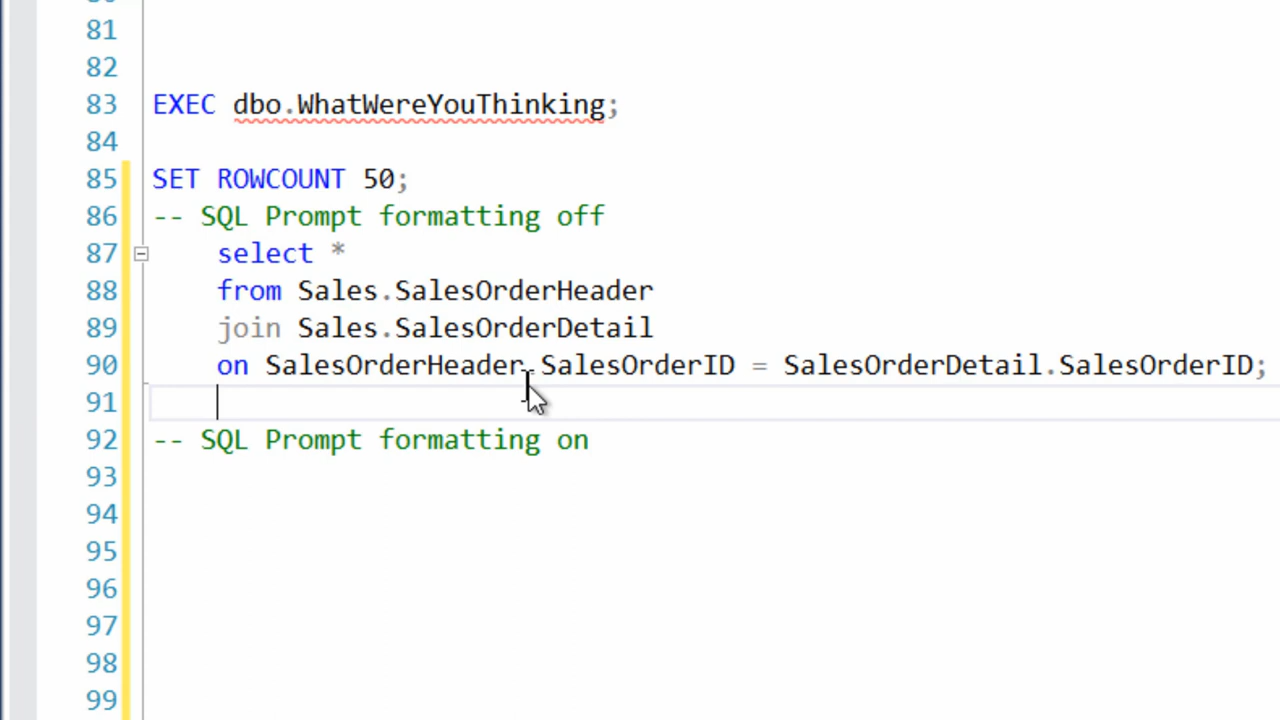 81
82
83 EXEC dbo.WhatWereYouThinking;
84
85 SET ROWCOUNT 50;
86 -- SQL Prompt formatting off
87 select *
88 from Sales.SalesOrderHeader
89 join Sales.SalesOrderDetail
90 on SalesOrderHeader.SalesOrderID = SalesOrderDetail.SalesOrderID;
91
92 -- SQL Prompt formatting on
93
94
95
96
97
98
99